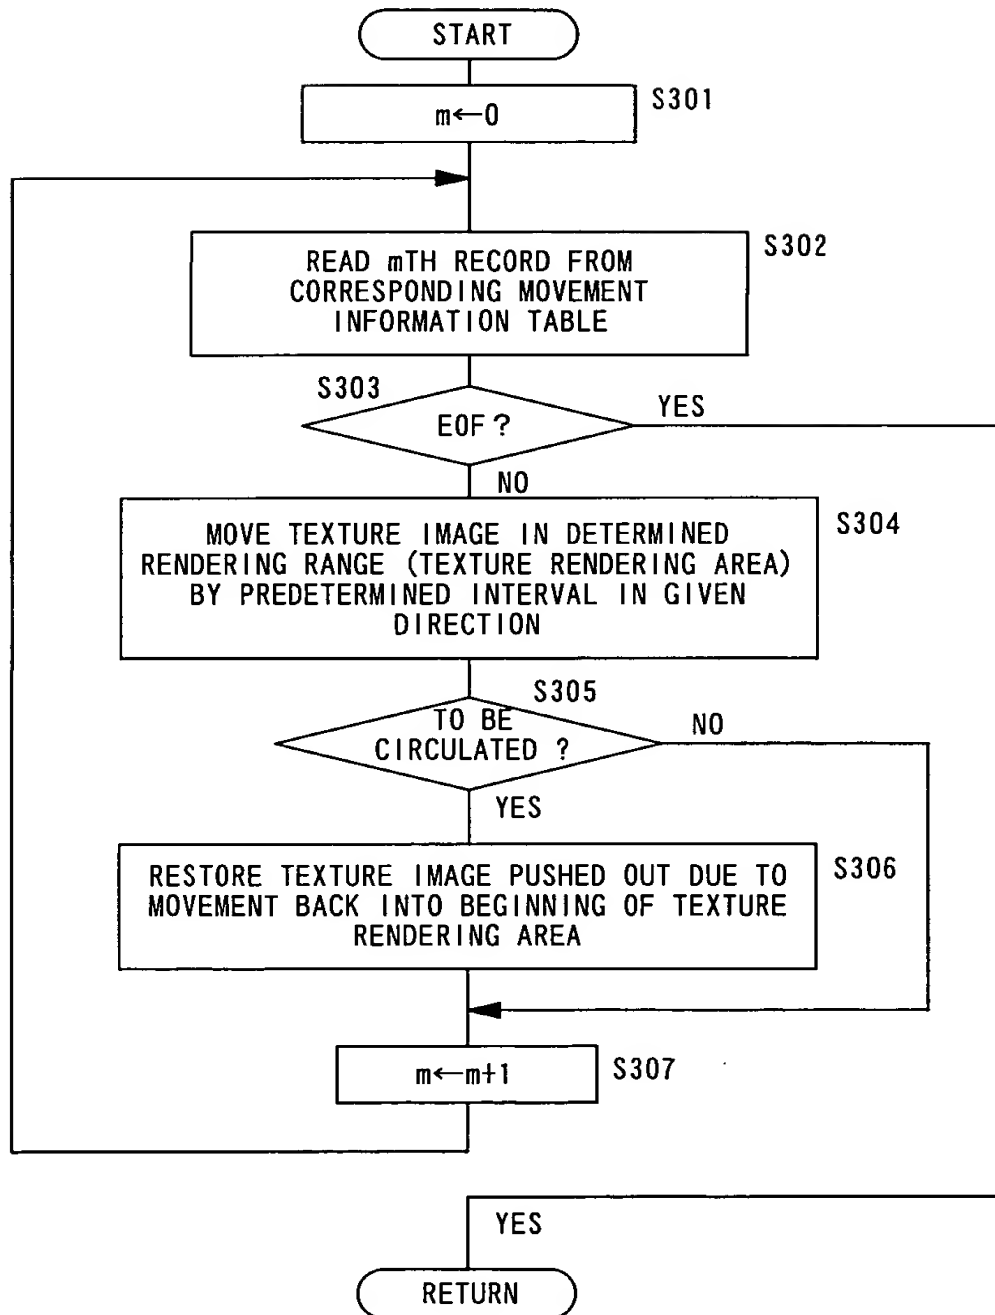 START
m←0
S301
READ mTH RECORD FROM
CORRESPONDING MOVEMENT
INFORMATION TABLE
S302
S303
EOF?
YES
NO
MOVE TEXTURE IMAGE IN DETERMINED
RENDERING RANGE (TEXTURE RENDERING AREA)
BY PREDETERMINED INTERVAL IN GIVEN
DIRECTION
S304
S305
TO BE
CIRCULATED ?
NO
YES
RESTORE TEXTURE IMAGE PUSHED OUT DUE TO
MOVEMENT BACK INTO BEGINNING OF TEXTURE
RENDERING AREA
S306
m←m+1
S307
YES
RETURN